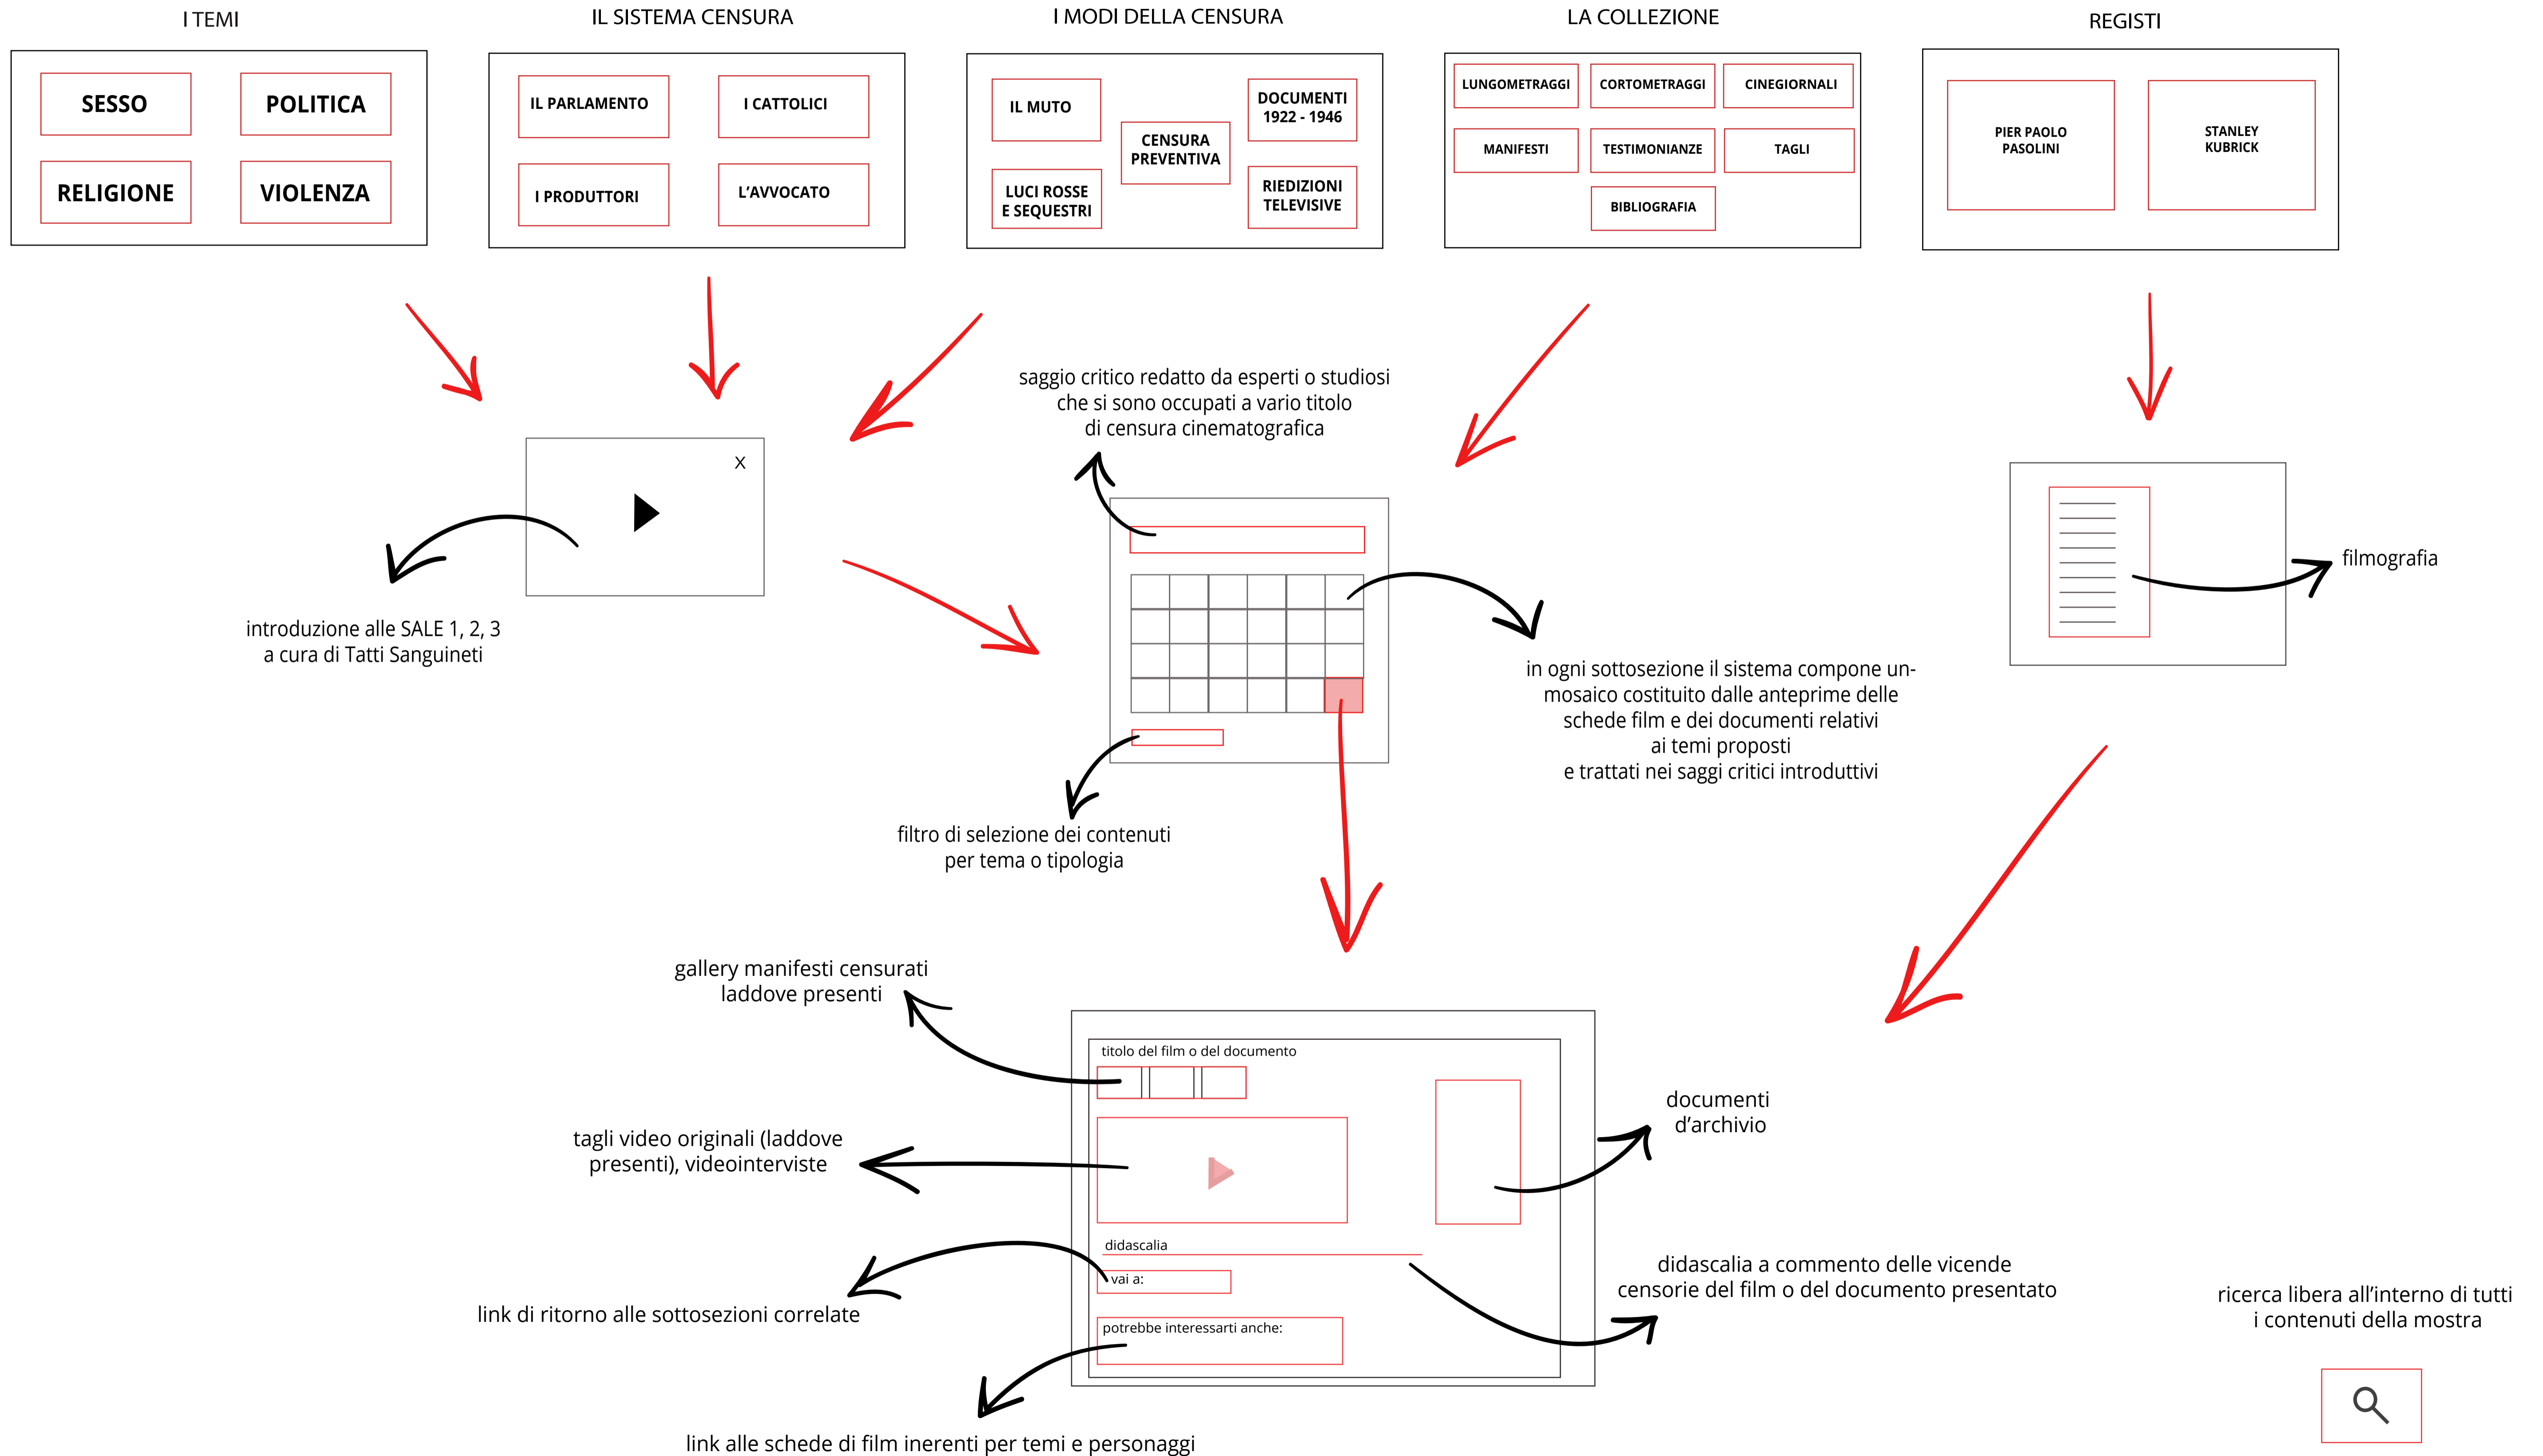 I TEMI
SESSO
POLITICA
RELIGIONE
VIOLENZA
IL SISTEMA CENSURA
IL PARLAMENTO
I CATTOLICI
I PRODUTTORI
L’AVVOCATO
I MODI DELLA CENSURA
IL MUTO
DOCUMENTI
1922 - 1946
CENSURA
PREVENTIVA
LUCI ROSSE
E SEQUESTRI
RIEDIZIONI
TELEVISIVE
LA COLLEZIONE
LUNGOMETRAGGI
CORTOMETRAGGI
CINEGIORNALI
MANIFESTI
TESTIMONIANZE
TAGLI
BIBLIOGRAFIA
REGISTI
PIER PAOLO
PASOLINI
STANLEY
KUBRICK
saggio critico redatto da esperti o studiosi
che si sono occupati a vario titolo
di censura cinematografica
X
introduzione alle SALE 1, 2, 3
a cura di Tatti Sanguineti
filmografia
in ogni sottosezione il sistema compone un-
mosaico costituito dalle anteprime delle
schede film e dei documenti relativi
ai temi proposti
e trattati nei saggi critici introduttivi
filtro di selezione dei contenuti
per tema o tipologia
gallery manifesti censurati
laddove presenti
titolo del film o del documento
tagli video originali (laddove
presenti), videointerviste
documenti
d’archivio
didascalia
vai a:
link di ritorno alle sottosezioni correlate
didascalia a commento delle vicende
censorie del film o del documento presentato
potrebbe interessarti anche:
link alle schede di film inerenti per temi e personaggi
ricerca libera all’interno di tutti
i contenuti della mostra